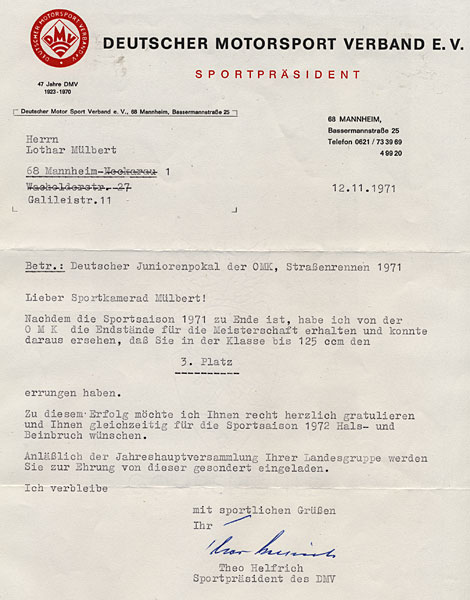 DEUTSCHER MOTORSPORT VERBAND
DMV
DEUTSCHER MOTORSPORT VERBAND E. V.
SPORTPRÄSIDENT
47 Jahre DMV
1923-1970
Deutscher Motor Sport Verband e. V., 68 Mannheim, Bassermannstraße 25
68 MANNHEIM,
Bassermannstraße 25
Telefon 0621 / 73 39 69
4 99 20
Herrn
Lothar Mülbert
68 Mannheim-Neckarau 1
Wacholderstr. 27
Galileistr.11
12.11.1971
Betr.: Deutscher Juniorenpokal der OMK, Straßenrennen 1971
Lieber Sportkamerad Mülbert!
Nachdem die Sportsaison 1971 zu Ende ist, habe ich von der
O M K die Endstände für die Meisterschaft erhalten und konnte
daraus ersehen, daß Sie in der Klasse bis 125 ccm den
3. Platz
errungen haben.
Zu diesem Erfolg möchte ich Ihnen recht herzlich gratulieren
und Ihnen gleichzeitig für die Sportsaison 1972 Hals- und
Beinbruch wünschen.
Anläßlich der Jahreshauptversammlung Ihrer Landesgruppe werden
Sie zur Ehrung von dieser gesondert eingeladen.
Ich verbleibe
mit sportlichen Grüßen
Ihr
Theo Helfrich
Sportpräsident des DMV